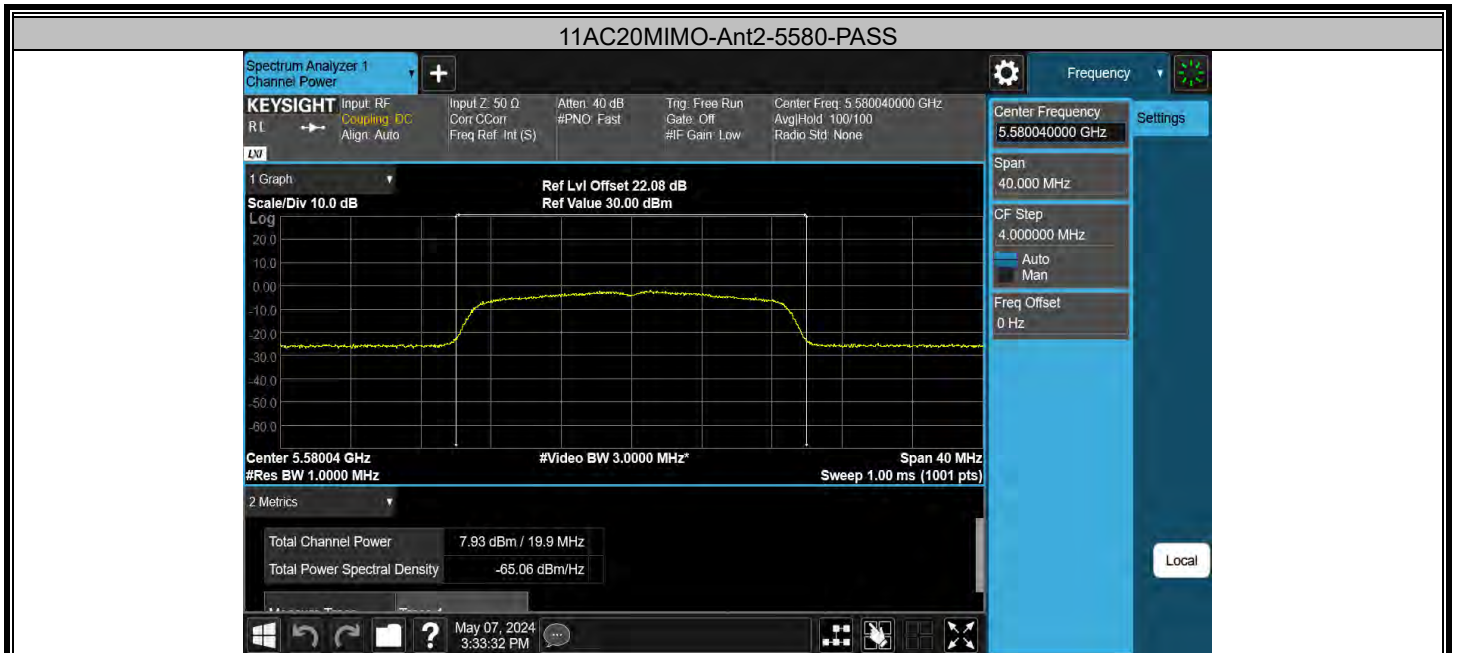 11AC20MIMO-Ant2-5580-PASS
Spectrum Analyzer 1
Channel Power
+
Frequency
KEYSIGHT
RL
LXI
Input: RF
Coupling: DC
Align: Auto
Input Z: 50 Ω
Corr CCorr
Freq Ref: Int (S)
Atten: 40 dB
#PNO: Fast
Trig: Free Run
Gate: Off
#IF Gain: Low
Center Freq: 5.580040000 GHz
Avg|Hold: 100/100
Radio Std: None
Center Frequency
5.580040000 GHz
Settings
Span
40.000 MHz
CF Step
4.000000 MHz
Auto
Man
Freq Offset
0 Hz
Local
1 Graph
Scale/Div 10.0 dB
Ref Lvl Offset 22.08 dB
Ref Value 30.00 dBm
Log
20.0
10.0
0.00
-10.0
-20.0
-30.0
-40.0
-50.0
-60.0
Center 5.58004 GHz
#Video BW 3.0000 MHz*
Span 40 MHz
#Res BW 1.0000 MHz
Sweep 1.00 ms (1001 pts)
2 Metrics
Total Channel Power 7.93 dBm / 19.9 MHz
Total Power Spectral Density -65.06 dBm/Hz
?
May 07, 2024
3:33:32 PM